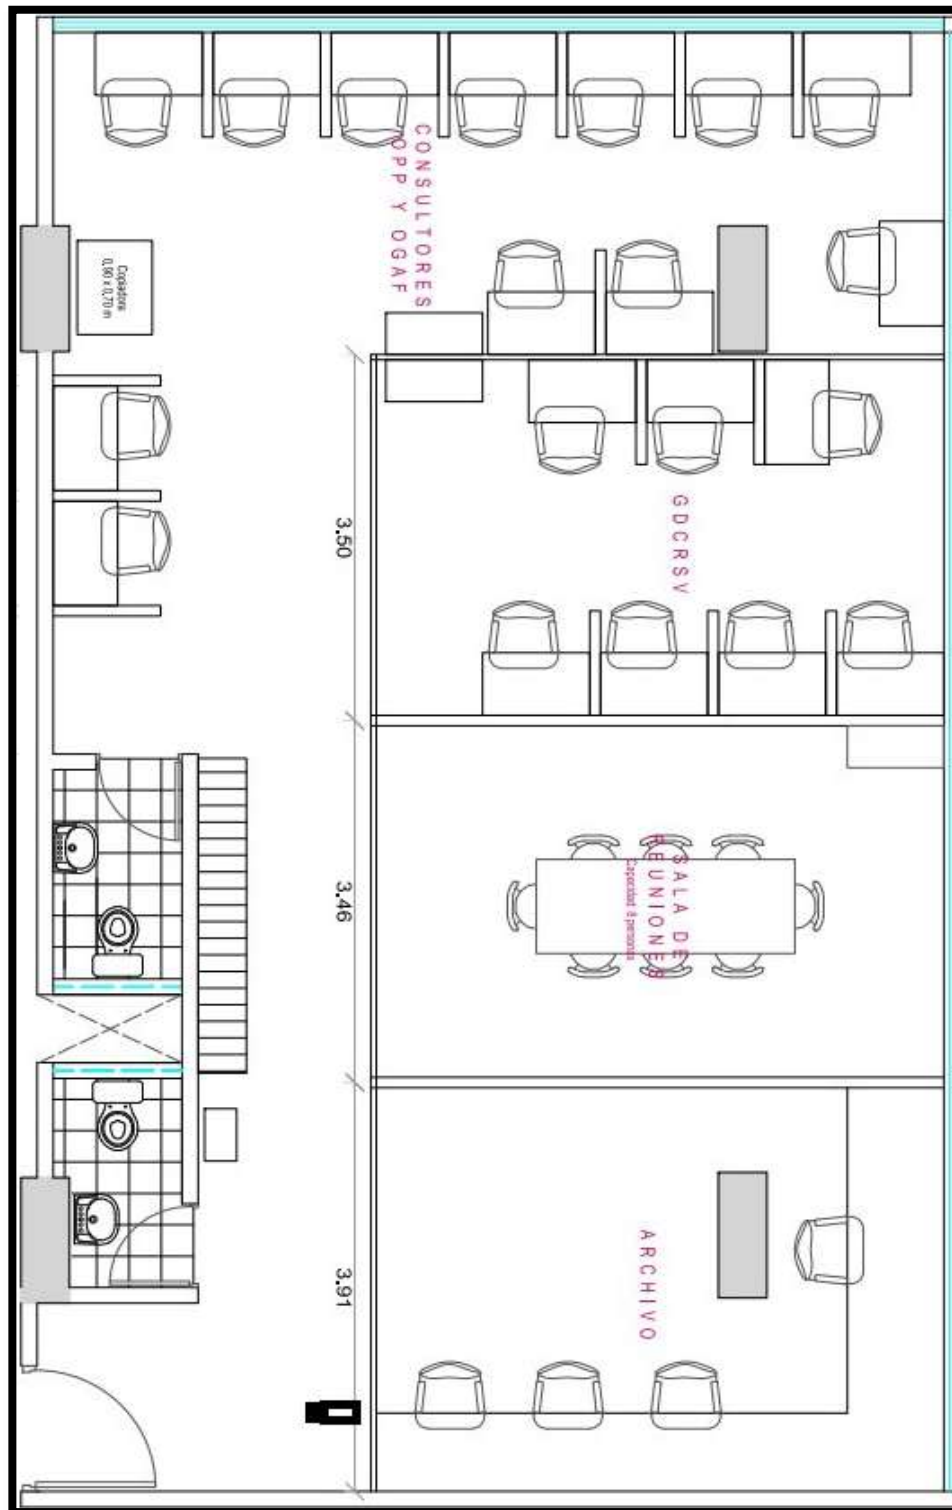 CONSULTORES
OPP Y OGAF
Copiadora
0,90 x 0,70 m
3.50
GDCRSV
3.46
SALA DE
REUNIONES
Capacidad 8 personas
3.91
ARCHIVO